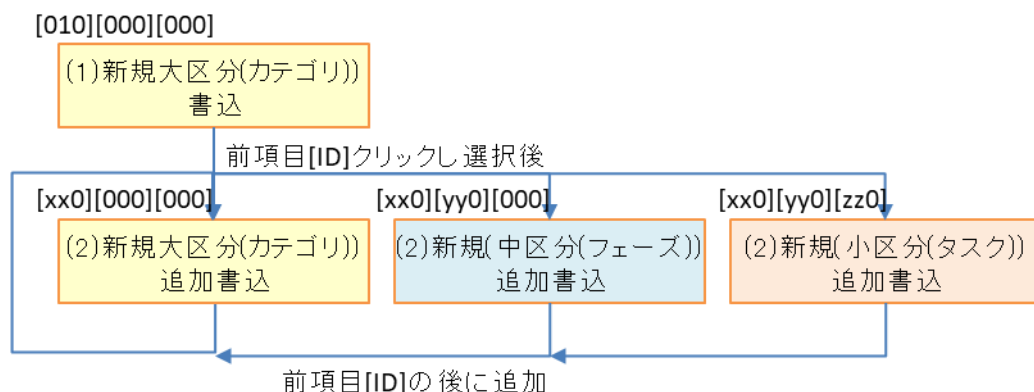 [010][000][000]
(1)新規大区分(カテゴリ))
書込
前項目[ID]クリックし選択後
[xx0][000][000]
[xx0][yy0][000]
[xx0][yy0][zz0]
(2)新規大区分(カテゴリ))
追加書込
(2)新規(中区分(フェーズ))
追加書込
(2)新規(小区分(タスク))
追加書込
前項目[ID]の後に追加